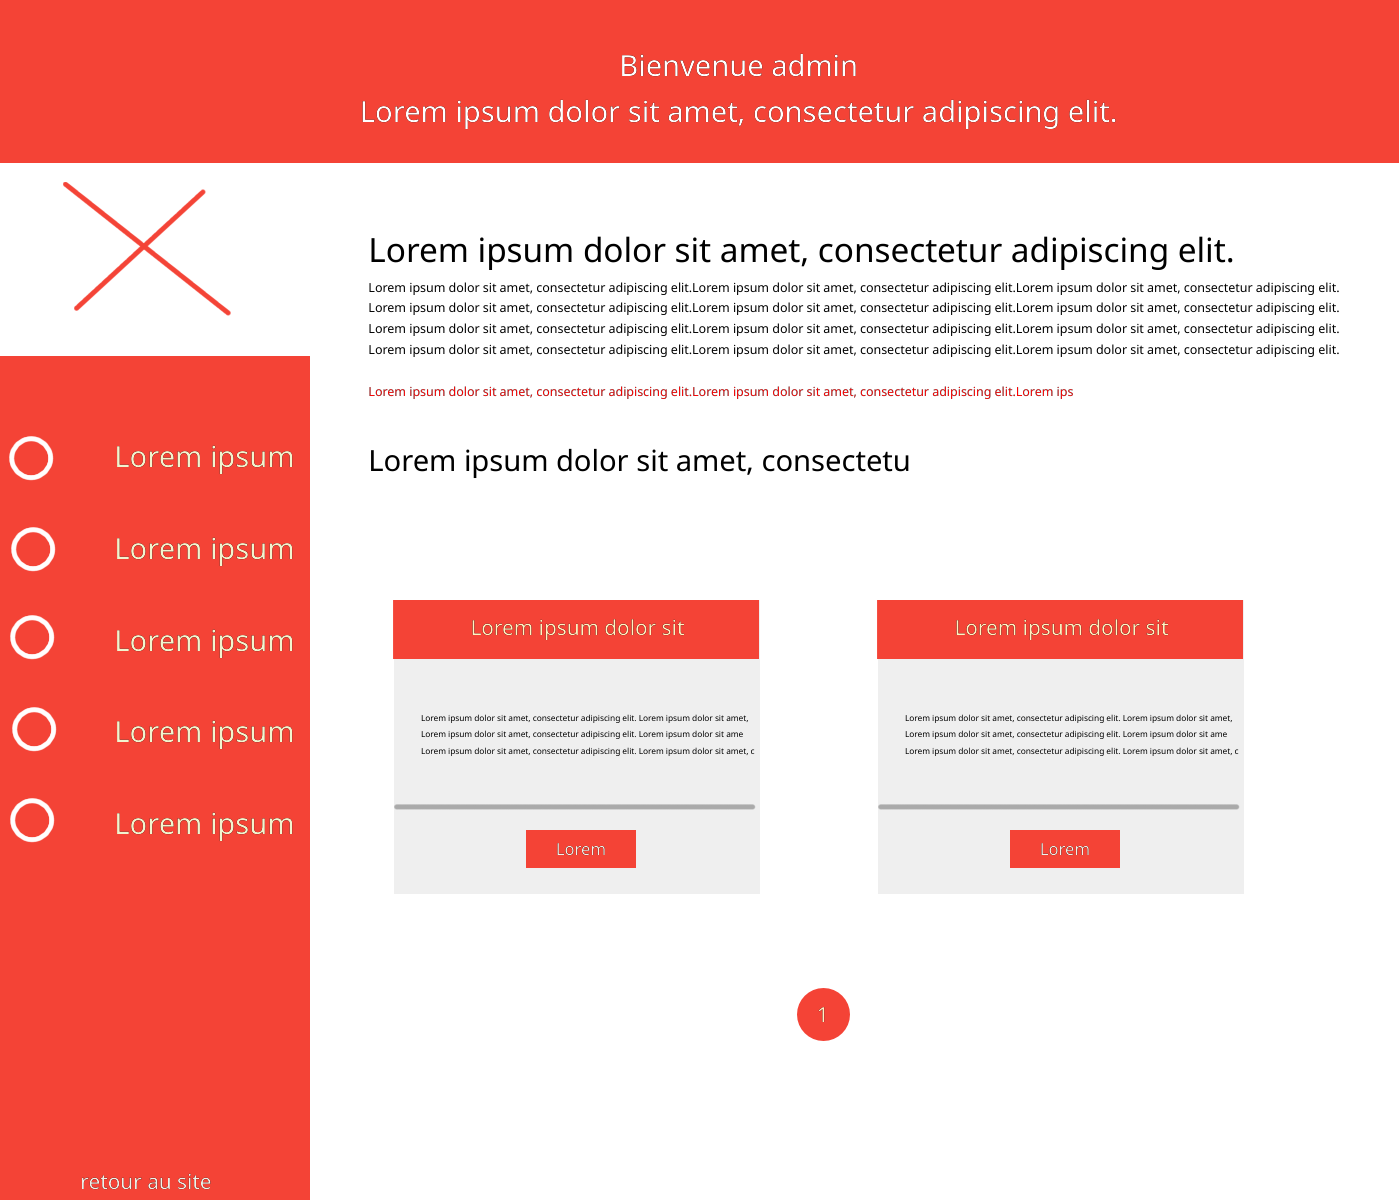 Bienvenue admin
Lorem ipsum dolor sit amet, consectetur adipiscing elit.
Lorem ipsum
Lorem ipsum
Lorem ipsum
Lorem ipsum
Lorem ipsum
retour au site
Lorem ipsum dolor sit amet, consectetur adipiscing elit.
Lorem ipsum dolor sit amet, consectetur adipiscing elit.Lorem ipsum dolor sit amet, consectetur adipiscing elit.Lorem ipsum dolor sit amet, consectetur adipiscing elit.
Lorem ipsum dolor sit amet, consectetur adipiscing elit.Lorem ipsum dolor sit amet, consectetur adipiscing elit.Lorem ipsum dolor sit amet, consectetur adipiscing elit.
Lorem ipsum dolor sit amet, consectetur adipiscing elit.Lorem ipsum dolor sit amet, consectetur adipiscing elit.Lorem ipsum dolor sit amet, consectetur adipiscing elit.
Lorem ipsum dolor sit amet, consectetur adipiscing elit.Lorem ipsum dolor sit amet, consectetur adipiscing elit.Lorem ipsum dolor sit amet, consectetur adipiscing elit.
Lorem ipsum dolor sit amet, consectetur adipiscing elit.Lorem ipsum dolor sit amet, consectetur adipiscing elit.Lorem ips
Lorem ipsum dolor sit amet, consectetu
Lorem ipsum dolor sit
Lorem ipsum dolor sit amet, consectetur adipiscing elit. Lorem ipsum dolor sit amet,
Lorem ipsum dolor sit amet, consectetur adipiscing elit. Lorem ipsum dolor sit ame
Lorem ipsum dolor sit amet, consectetur adipiscing elit. Lorem ipsum dolor sit amet, c
Lorem
Lorem ipsum dolor sit
Lorem ipsum dolor sit amet, consectetur adipiscing elit. Lorem ipsum dolor sit amet,
Lorem ipsum dolor sit amet, consectetur adipiscing elit. Lorem ipsum dolor sit ame
Lorem ipsum dolor sit amet, consectetur adipiscing elit. Lorem ipsum dolor sit amet, c
Lorem
1